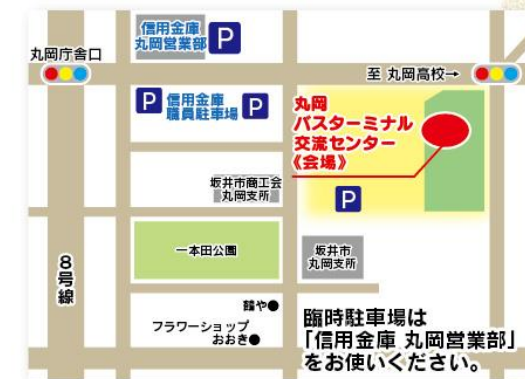 信用金庫
丸岡営業部
P
丸岡庁舎口
至 丸岡高校→
P
信用金庫
職員駐車場
P
丸岡
バスターミナル
交流センター
《会場》
坂井市商工会
丸岡支所
P
一本田公園
坂井市
丸岡支所
8号線
鶴や●
フラワーショップ
おおき●
臨時駐車場は
「信用金庫 丸岡営業部」
をお使いください。